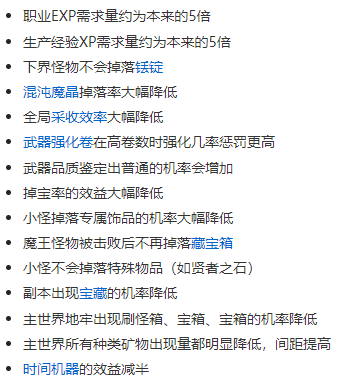 职业EXP需求量约为本来的5倍
生产经验XP需求量约为本来的5倍
下界怪物不会掉落铥锭
混沌魔晶掉落率大幅降低
全局采收效率大幅降低
武器强化卷在高卷数时强化几率惩罚更高
武器品质鉴定出普通的机率会增加
掉宝率的效益大幅降低
小怪掉落专属饰品的机率大幅降低
魔王怪物被击败后不再掉落藏宝箱
小怪不会掉落特殊物品（如贤者之石）
副本出现宝藏的机率降低
主世界地牢出现刷怪箱、宝箱、宝箱的机率降低
主世界所有种类矿物出现量都明显降低，间距提高
时间机器的效益减半